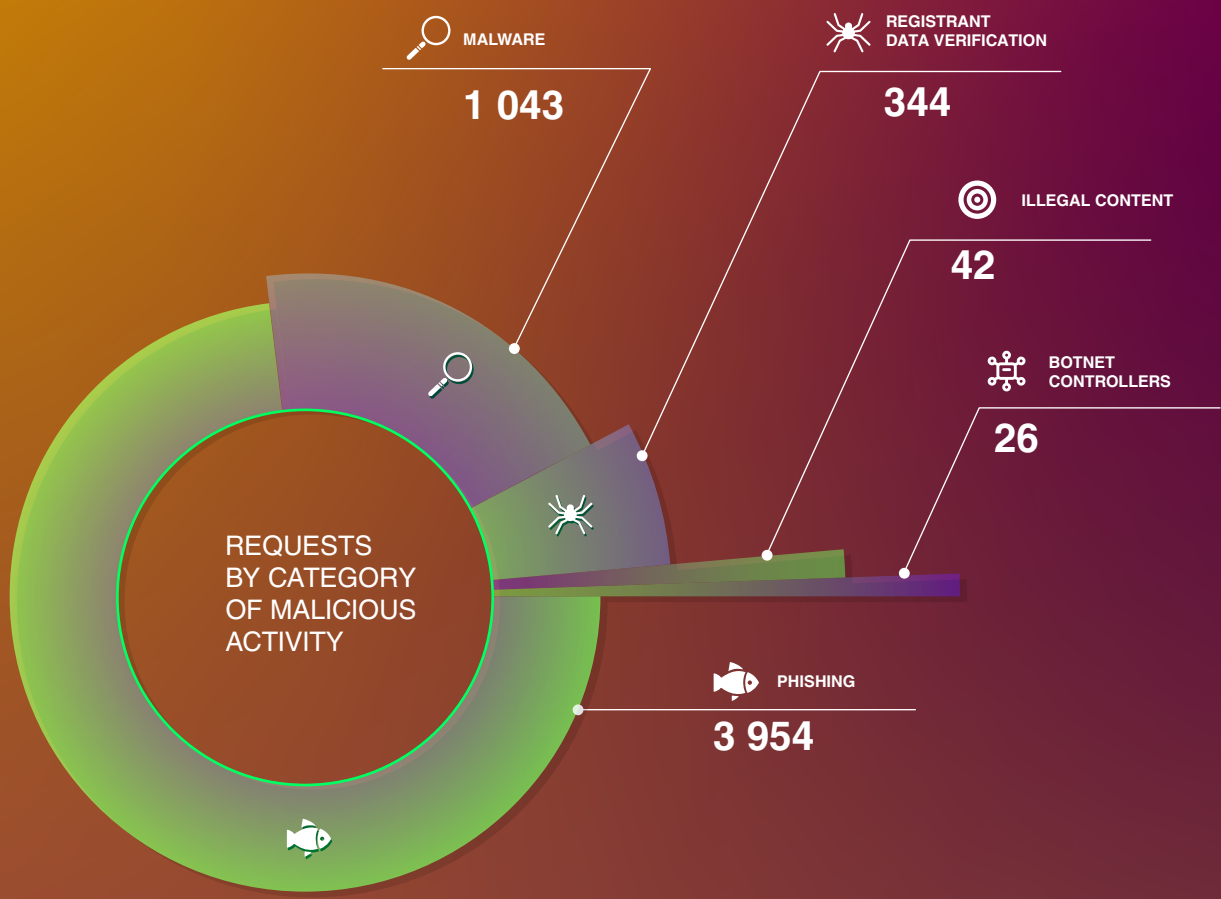 MALWARE
1 043
REGISTRANT
DATA VERIFICATION
344
ILLEGAL CONTENT
42
BOTNET
CONTROLLERS
26
REQUESTS
BY CATEGORY
OF MALICIOUS
ACTIVITY
PHISHING
3 954